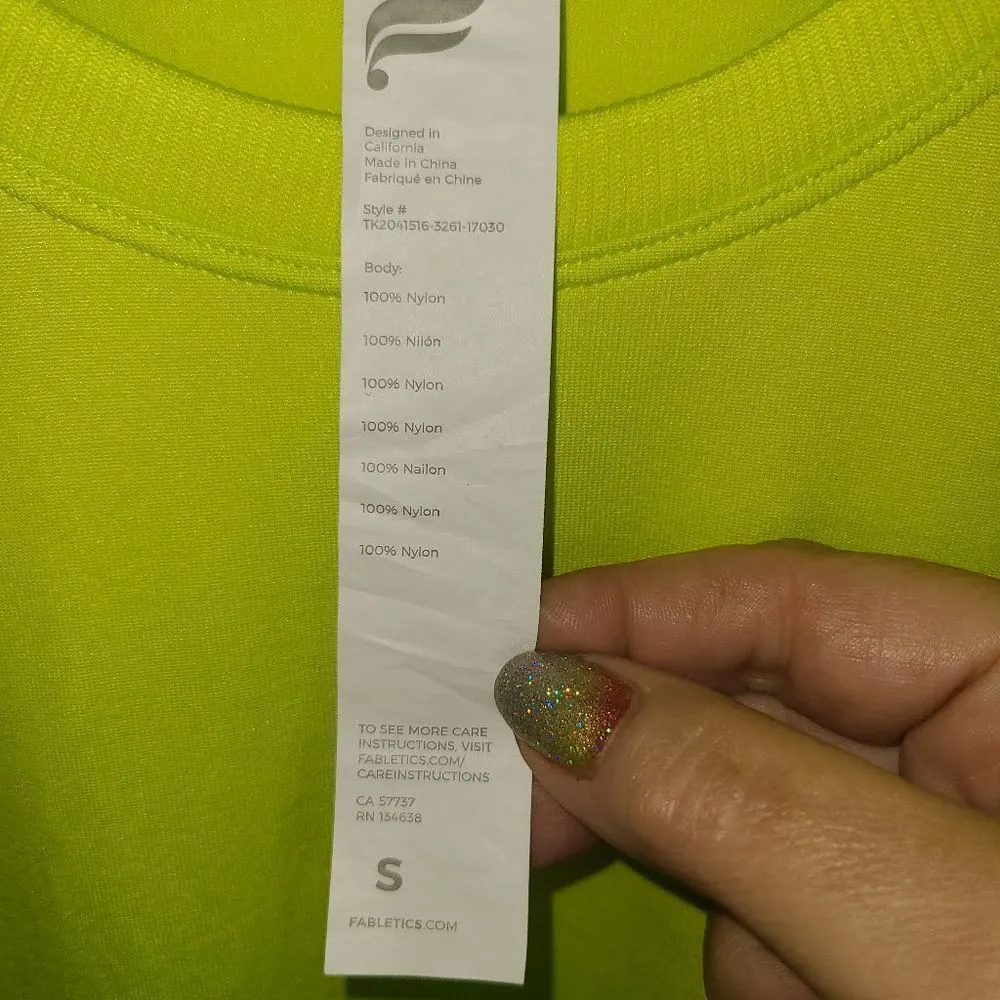 Designed in
California
Made in China
Fabriqué en Chine
Style #
TK2041516-3261-17030
Body:
100% Nylon
100% Nilón
100% Nylon
100% Nylon
100% Nailon
100% Nylon
100% Nylon
TO SEE MORE CARE
INSTRUCTIONS, VISIT
FABLETICS.COM/
CAREINSTRUCTIONS
CA 57737
RN 134638
S
FABLETICS.COM